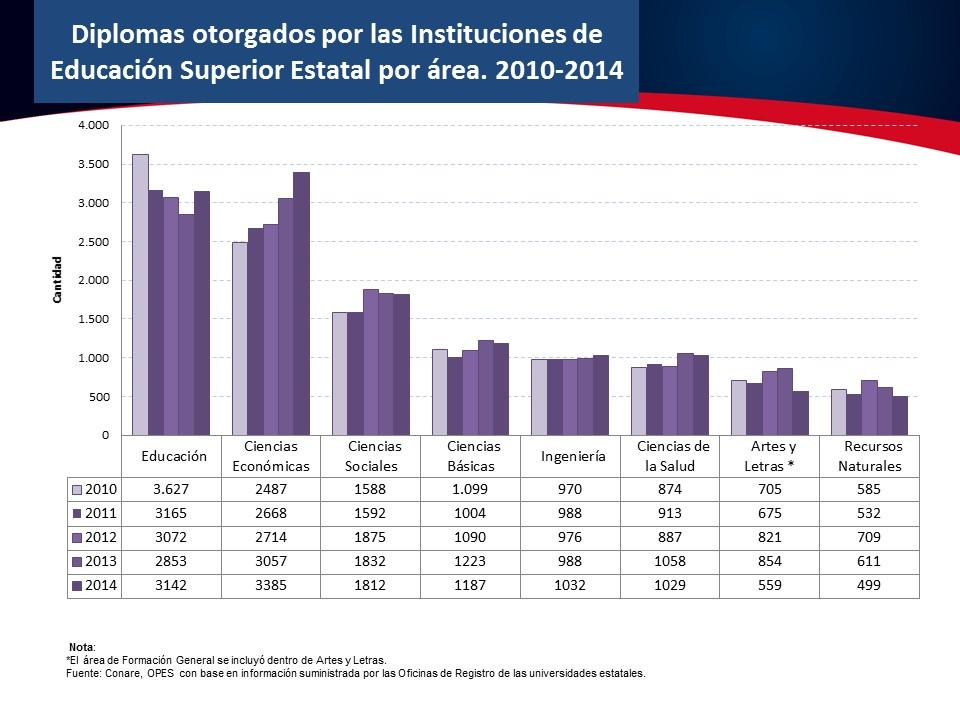 Diplomas otorgados por las Instituciones de
Educación Superior Estatal por área. 2010-2014
4.000
3.500
3.000
2.500
2.000
1.500
1.000
500
0
Cantidad
Educación Ciencias Económicas Ciencias Sociales Ciencias Básicas Ingeniería Ciencias de la Salud Artes y Letras * Recursos Naturales
2010 3.627 2487 1588 1.099 970 874 705 585
2011 3165 2668 1592 1004 988 913 675 532
2012 3072 2714 1875 1090 976 887 821 709
2013 2853 3057 1832 1223 988 1058 854 611
2014 3142 3385 1812 1187 1032 1029 559 499
Nota:
*El área de Formación General se incluyó dentro de Artes y Letras.
Fuente: Conare, OPES con base en información suministrada por las Oficinas de Registro de las universidades estatales.